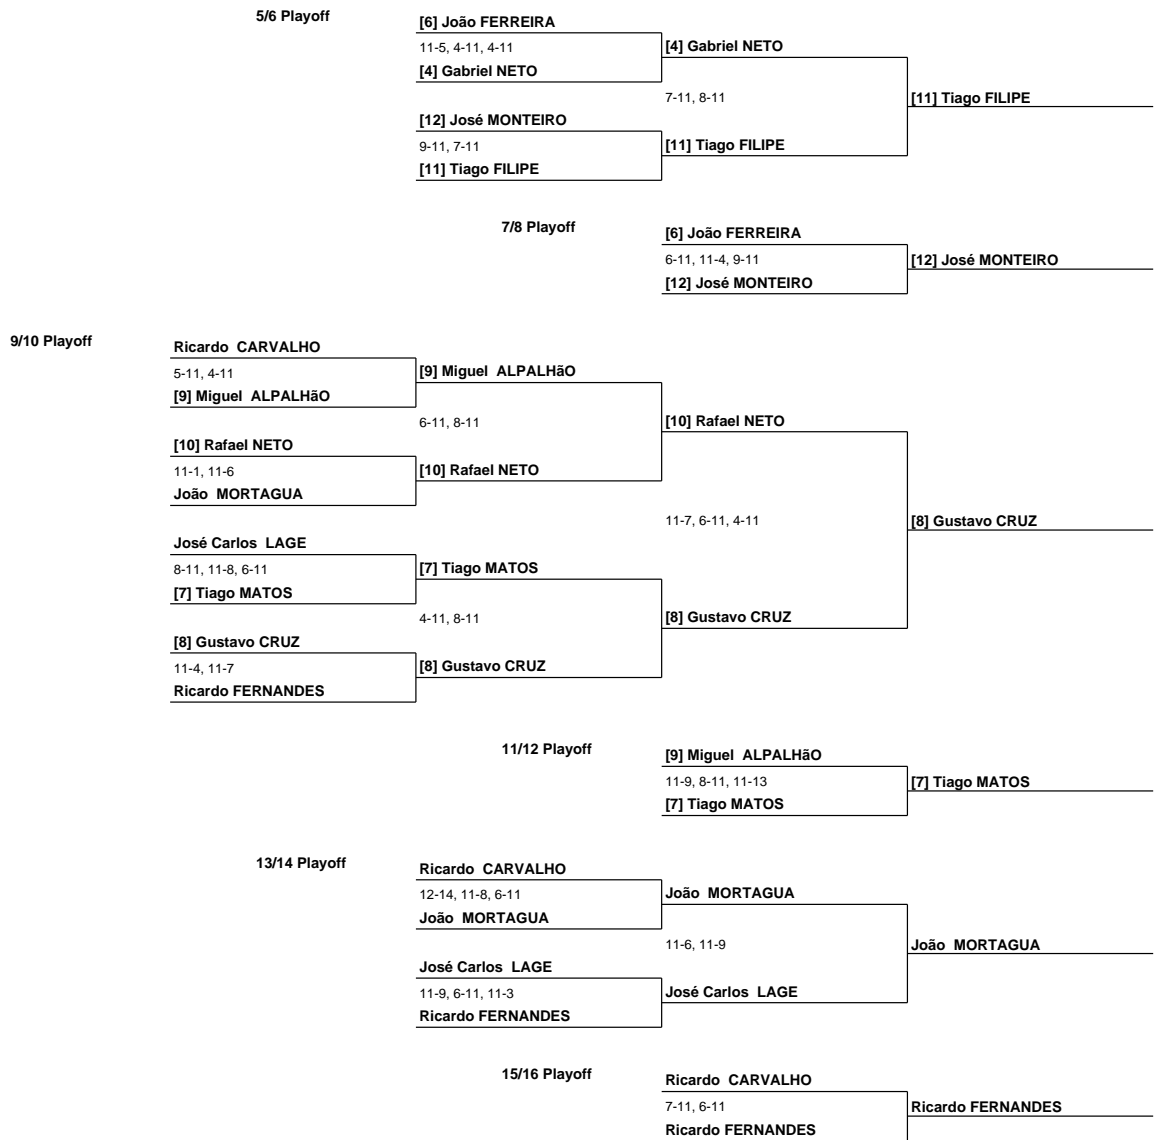 5/6 Playoff
[6] João FERREIRA
11-5, 4-11, 4-11
[4] Gabriel NETO
[4] Gabriel NETO
7-11, 8-11
[11] Tiago FILIPE
[12] José MONTEIRO
9-11, 7-11
[11] Tiago FILIPE
[11] Tiago FILIPE
7/8 Playoff
[6] João FERREIRA
6-11, 11-4, 9-11
[12] José MONTEIRO
[12] José MONTEIRO
9/10 Playoff
Ricardo  CARVALHO
5-11, 4-11
[9] Miguel  ALPALHãO
[9] Miguel  ALPALHãO
6-11, 8-11
[10] Rafael NETO
[10] Rafael NETO
11-1, 11-6
[10] Rafael NETO
João  MORTAGUA
11-7, 6-11, 4-11
[8] Gustavo CRUZ
José Carlos  LAGE
8-11, 11-8, 6-11
[7] Tiago MATOS
[7] Tiago MATOS
4-11, 8-11
[8] Gustavo CRUZ
[8] Gustavo CRUZ
11-4, 11-7
[8] Gustavo CRUZ
Ricardo FERNANDES
11/12 Playoff
[9] Miguel  ALPALHãO
11-9, 8-11, 11-13
[7] Tiago MATOS
[7] Tiago MATOS
13/14 Playoff
Ricardo  CARVALHO
12-14, 11-8, 6-11
João  MORTAGUA
João  MORTAGUA
11-6, 11-9
João  MORTAGUA
José Carlos  LAGE
11-9, 6-11, 11-3
José Carlos  LAGE
Ricardo FERNANDES
15/16 Playoff
Ricardo  CARVALHO
7-11, 6-11
Ricardo FERNANDES
Ricardo FERNANDES